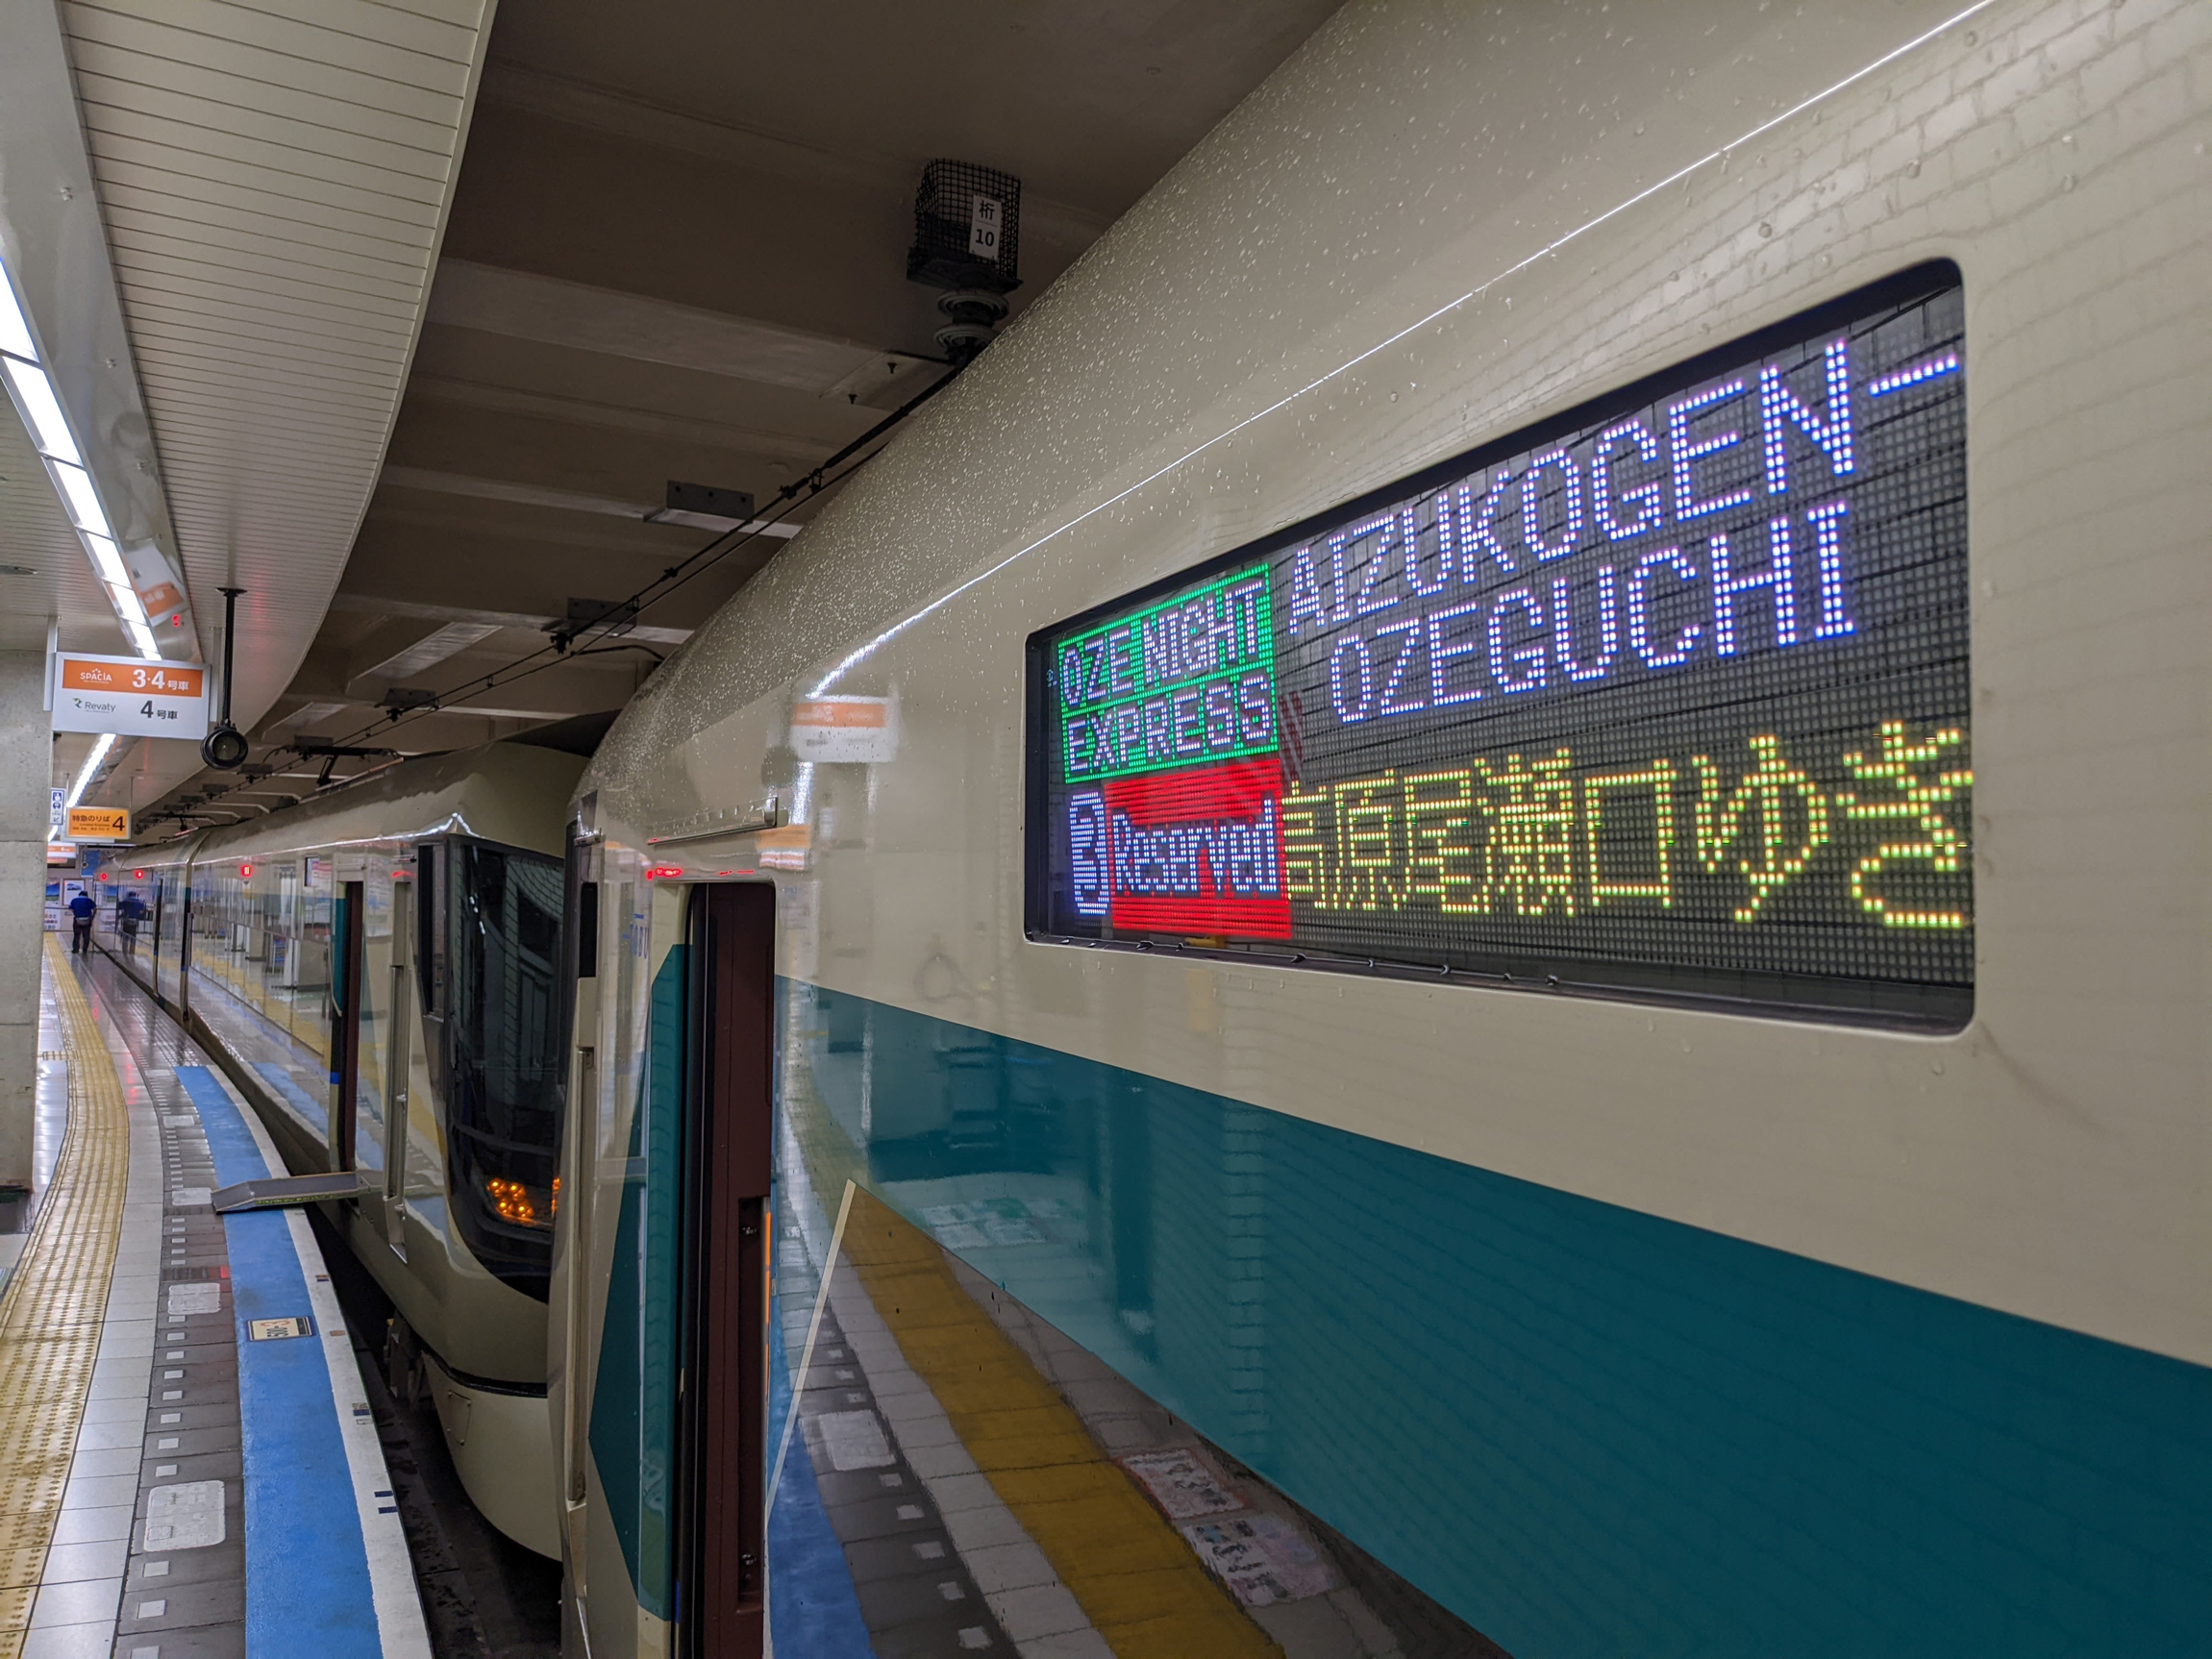 桁
10
SPACIA 3・4号車
Revaty 4号車
特急のりば 4
OZE NIGHT
EXPRESS
Reserved
AIZUKOGEN-
OZEGUCHI
高原尾瀬口ゆき